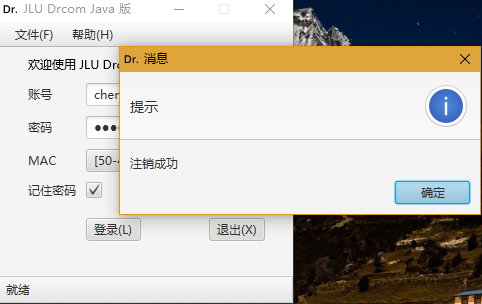 Dr. JLU Drcom Java 版
文件(F) 帮助(H)
欢迎使用 JLU Drc
账号 cher
密码
MAC [50-
记住密码
登录(L) 退出(X)
就绪
Dr. 消息
提示
注销成功
确定